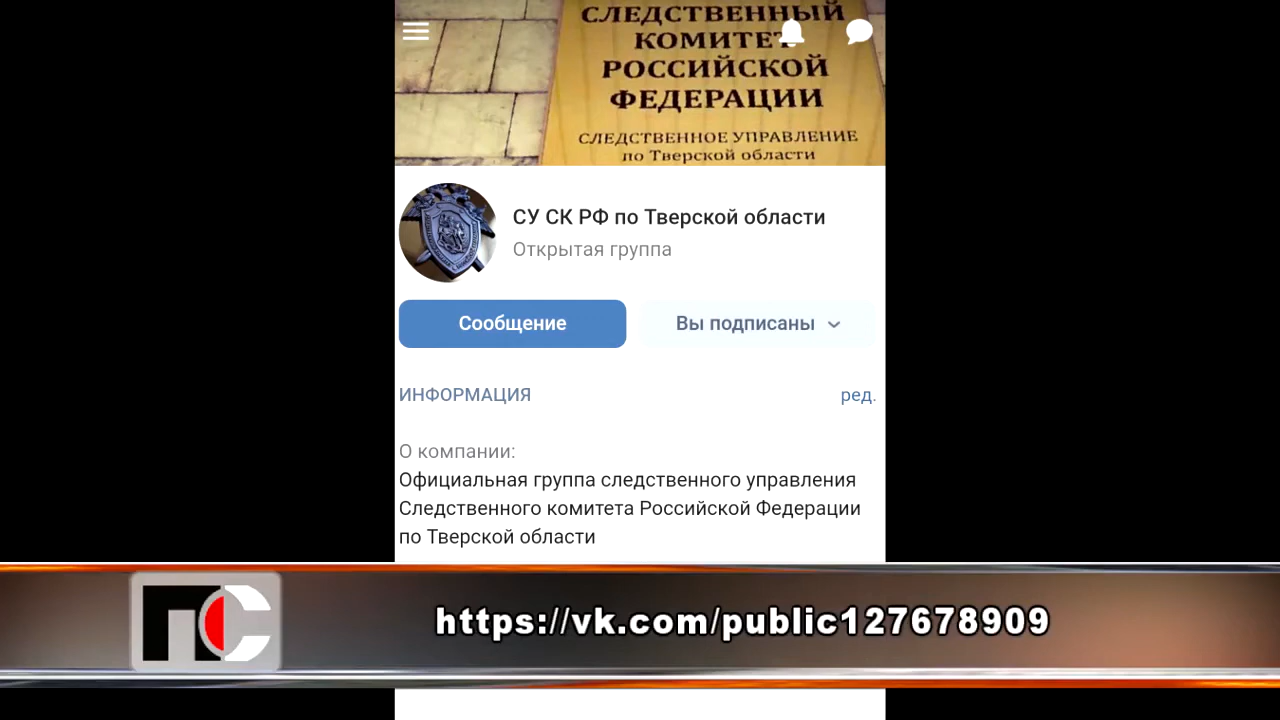 СЛЕДСТВЕННЫЙ
КОМИТЕТ
РОССИЙСКОЙ
ФЕДЕРАЦИИ
СЛЕДСТВЕННОЕ УПРАВЛЕНИЕ
по Тверской области
СУ СК РФ по Тверской области
Открытая группа
Сообщение
Вы подписаны
ИНФОРМАЦИЯ
ред.
О компании:
Официальная группа следственного управления
Следственного комитета Российской Федерации
по Тверской области
ПС
https://vk.com/public127678909